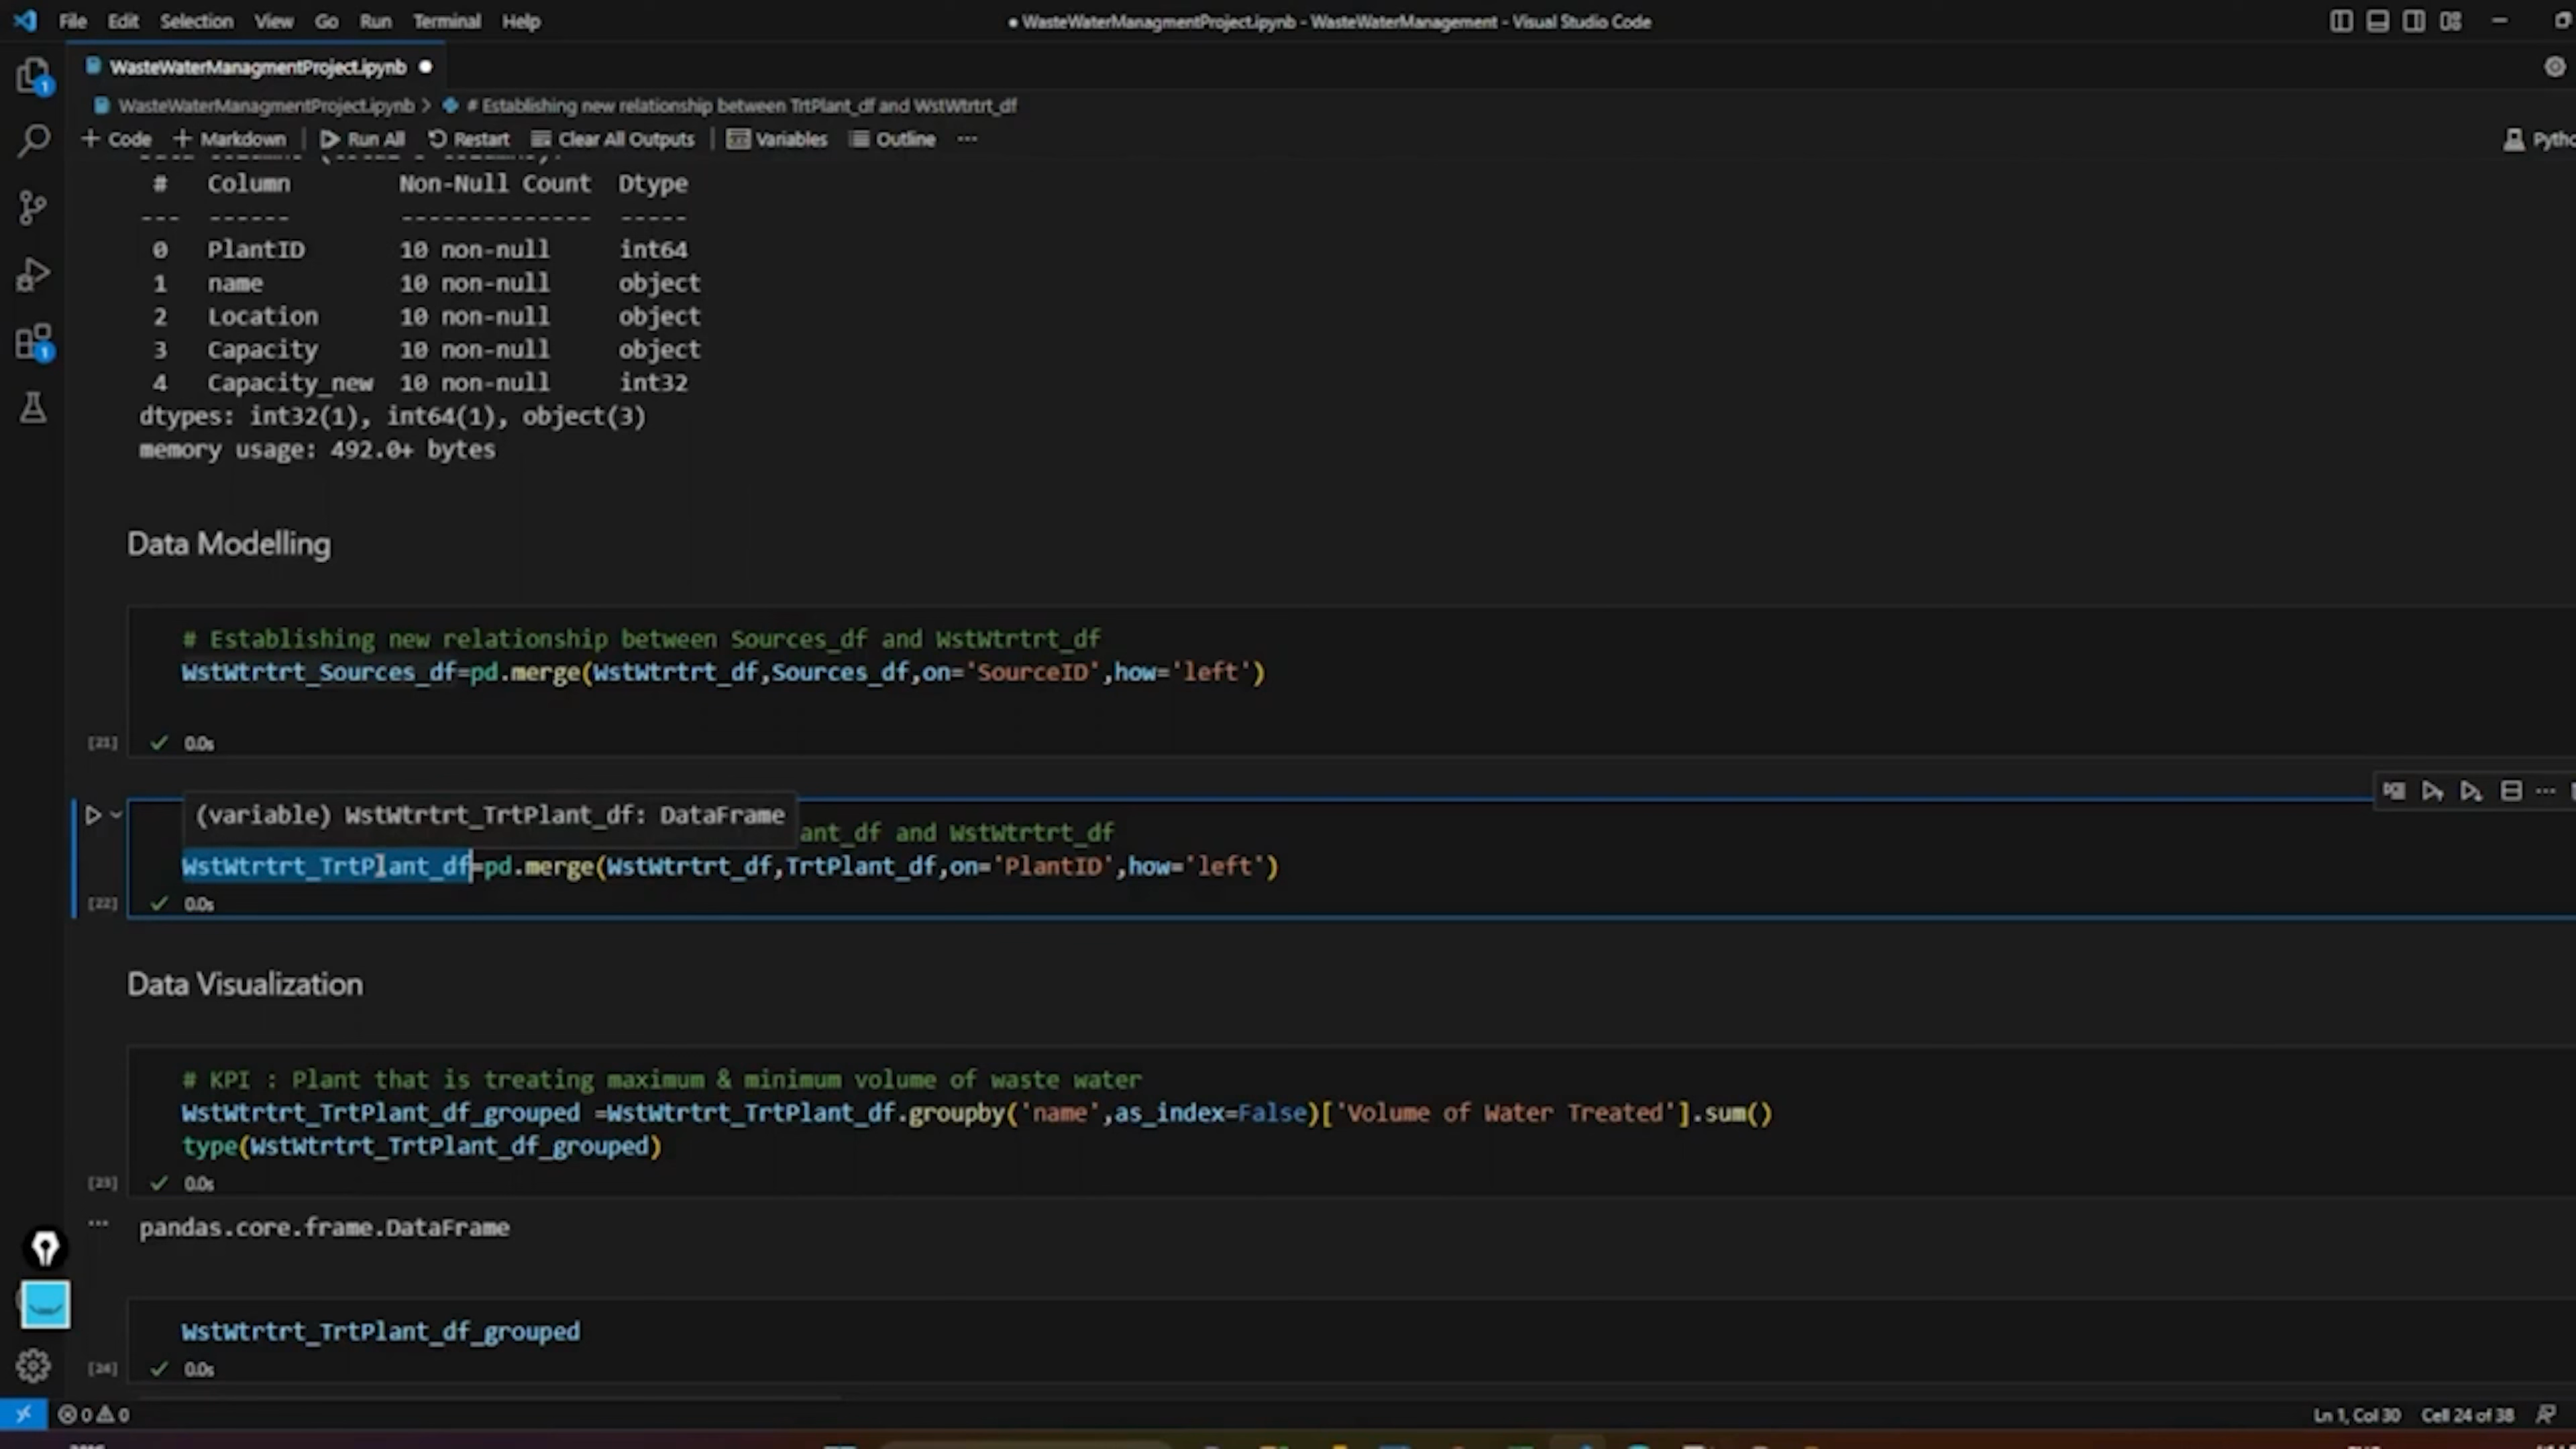 File Edit Selection View Go Run Terminal Help
● WasteWaterManagmentProject.ipynb - WasteWaterManagement - Visual Studio Code
WasteWaterManagmentProject.ipynb ●
WasteWaterManagmentProject.ipynb > # Establishing new relationship between TrtPlant_df and WstWtrtrt_df
+ Code + Markdown Run All Restart Clear All Outputs Variables Outline ...
# Column Non-Null Count Dtype
--- ------ -------------- -----
0 PlantID 10 non-null int64
1 name 10 non-null object
2 Location 10 non-null object
3 Capacity 10 non-null object
4 Capacity_new 10 non-null int32
dtypes: int32(1), int64(1), object(3)
memory usage: 492.0+ bytes
Data Modelling
# Establishing new relationship between Sources_df and WstWtrtrt_df
WstWtrtrt_Sources_df=pd.merge(WstWtrtrt_df,Sources_df,on='SourceID',how='left')
[21] 0.0s
(variable) WstWtrtrt_TrtPlant_df: DataFrame
ant_df and WstWtrtrt_df
WstWtrtrt_TrtPlant_df=pd.merge(WstWtrtrt_df,TrtPlant_df,on='PlantID',how='left')
[22] 0.0s
Data Visualization
# KPI : Plant that is treating maximum & minimum volume of waste water
WstWtrtrt_TrtPlant_df_grouped =WstWtrtrt_TrtPlant_df.groupby('name',as_index=False)['Volume of Water Treated'].sum()
type(WstWtrtrt_TrtPlant_df_grouped)
[23] 0.0s
... pandas.core.frame.DataFrame
WstWtrtrt_TrtPlant_df_grouped
[24] 0.0s
0 0 Ln 1, Col 30 Cell 24 of 38